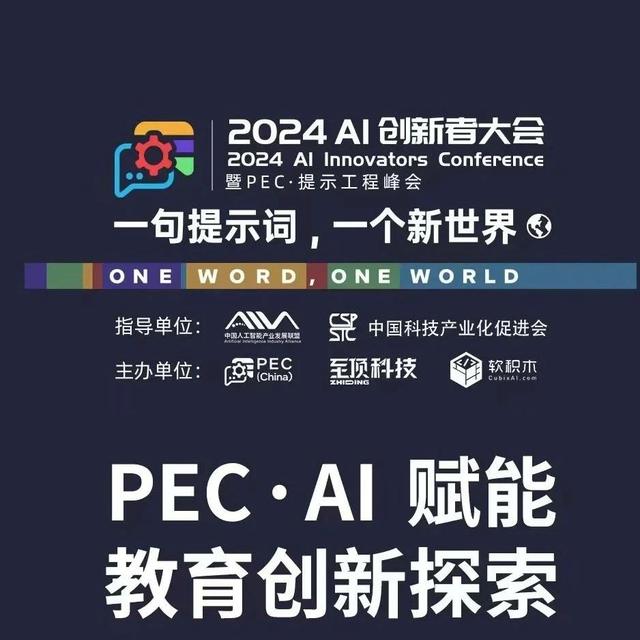 2024 AI 创新者大会
2024 AI Innovators Conference
暨PEC·提示工程峰会
一句提示词，一个新世界
ONE WORD, ONE WORLD
指导单位： AIIA 中国人工智能产业发展联盟 Artificial Intelligence Industry Alliance CSP STC 中国科技产业化促进会
主办单位： PEC (China) 至顶科技 ZHIDING 软积木 CubixAI.com
PEC·AI 赋能
教育创新探索